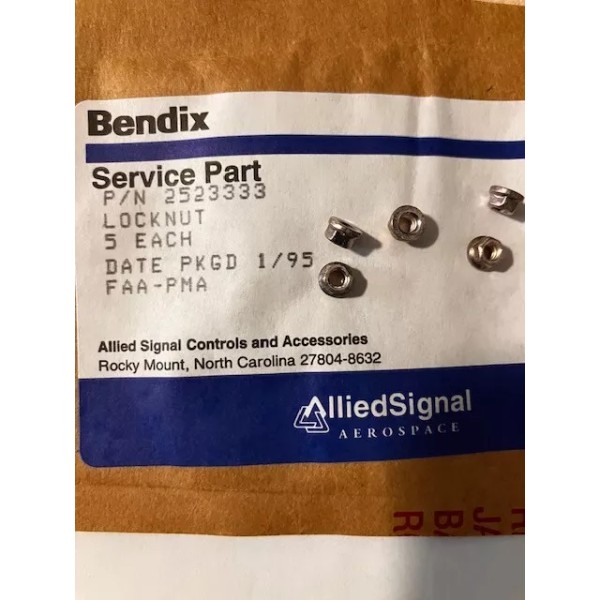 Bendix
Service Part
P/N 2523333
LOCKNUT
5 EACH
DATE PKGD 1/95
FAA-PMA
Allied Signal Controls and Accessories
Rocky Mount, North Carolina 27804-8632
AlliedSignal
AEROSPACE